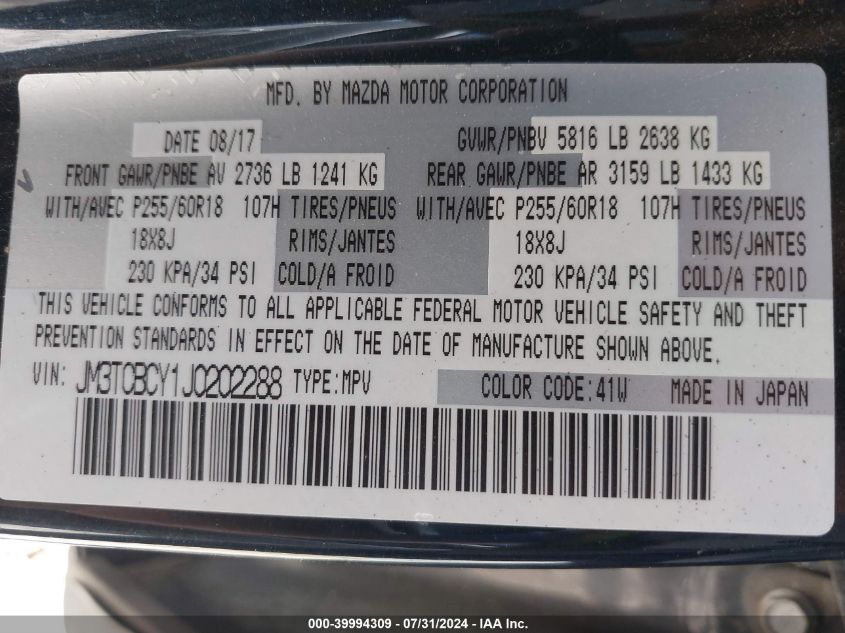 MFD. BY MAZDA MOTOR CORPORATION
DATE 08/17 GVWR/PNBV 5816 LB 2638 KG
FRONT GAWR/PNBE AV 2736 LB 1241 KG REAR GAWR/PNBE AR 3159 LB 1433 KG
WITH/AVEC P255/60R18 107H TIRES/PNEUS WITH/AVEC P255/60R18 107H TIRES/PNEUS
18X8J RIMS/JANTES 18X8J RIMS/JANTES
230 KPA/34 PSI COLD/A FROID 230 KPA/34 PSI COLD/A FROID
THIS VEHICLE CONFORMS TO ALL APPLICABLE FEDERAL MOTOR VEHICLE SAFETY AND THEFT
PREVENTION STANDARDS IN EFFECT ON THE DATE OF MANUFACTURE SHOWN ABOVE.
VIN: JM3TCBCY1J0202288 TYPE:MPV COLOR CODE:41W MADE IN JAPAN
000-39994309 - 07/31/2024 - IAA Inc.